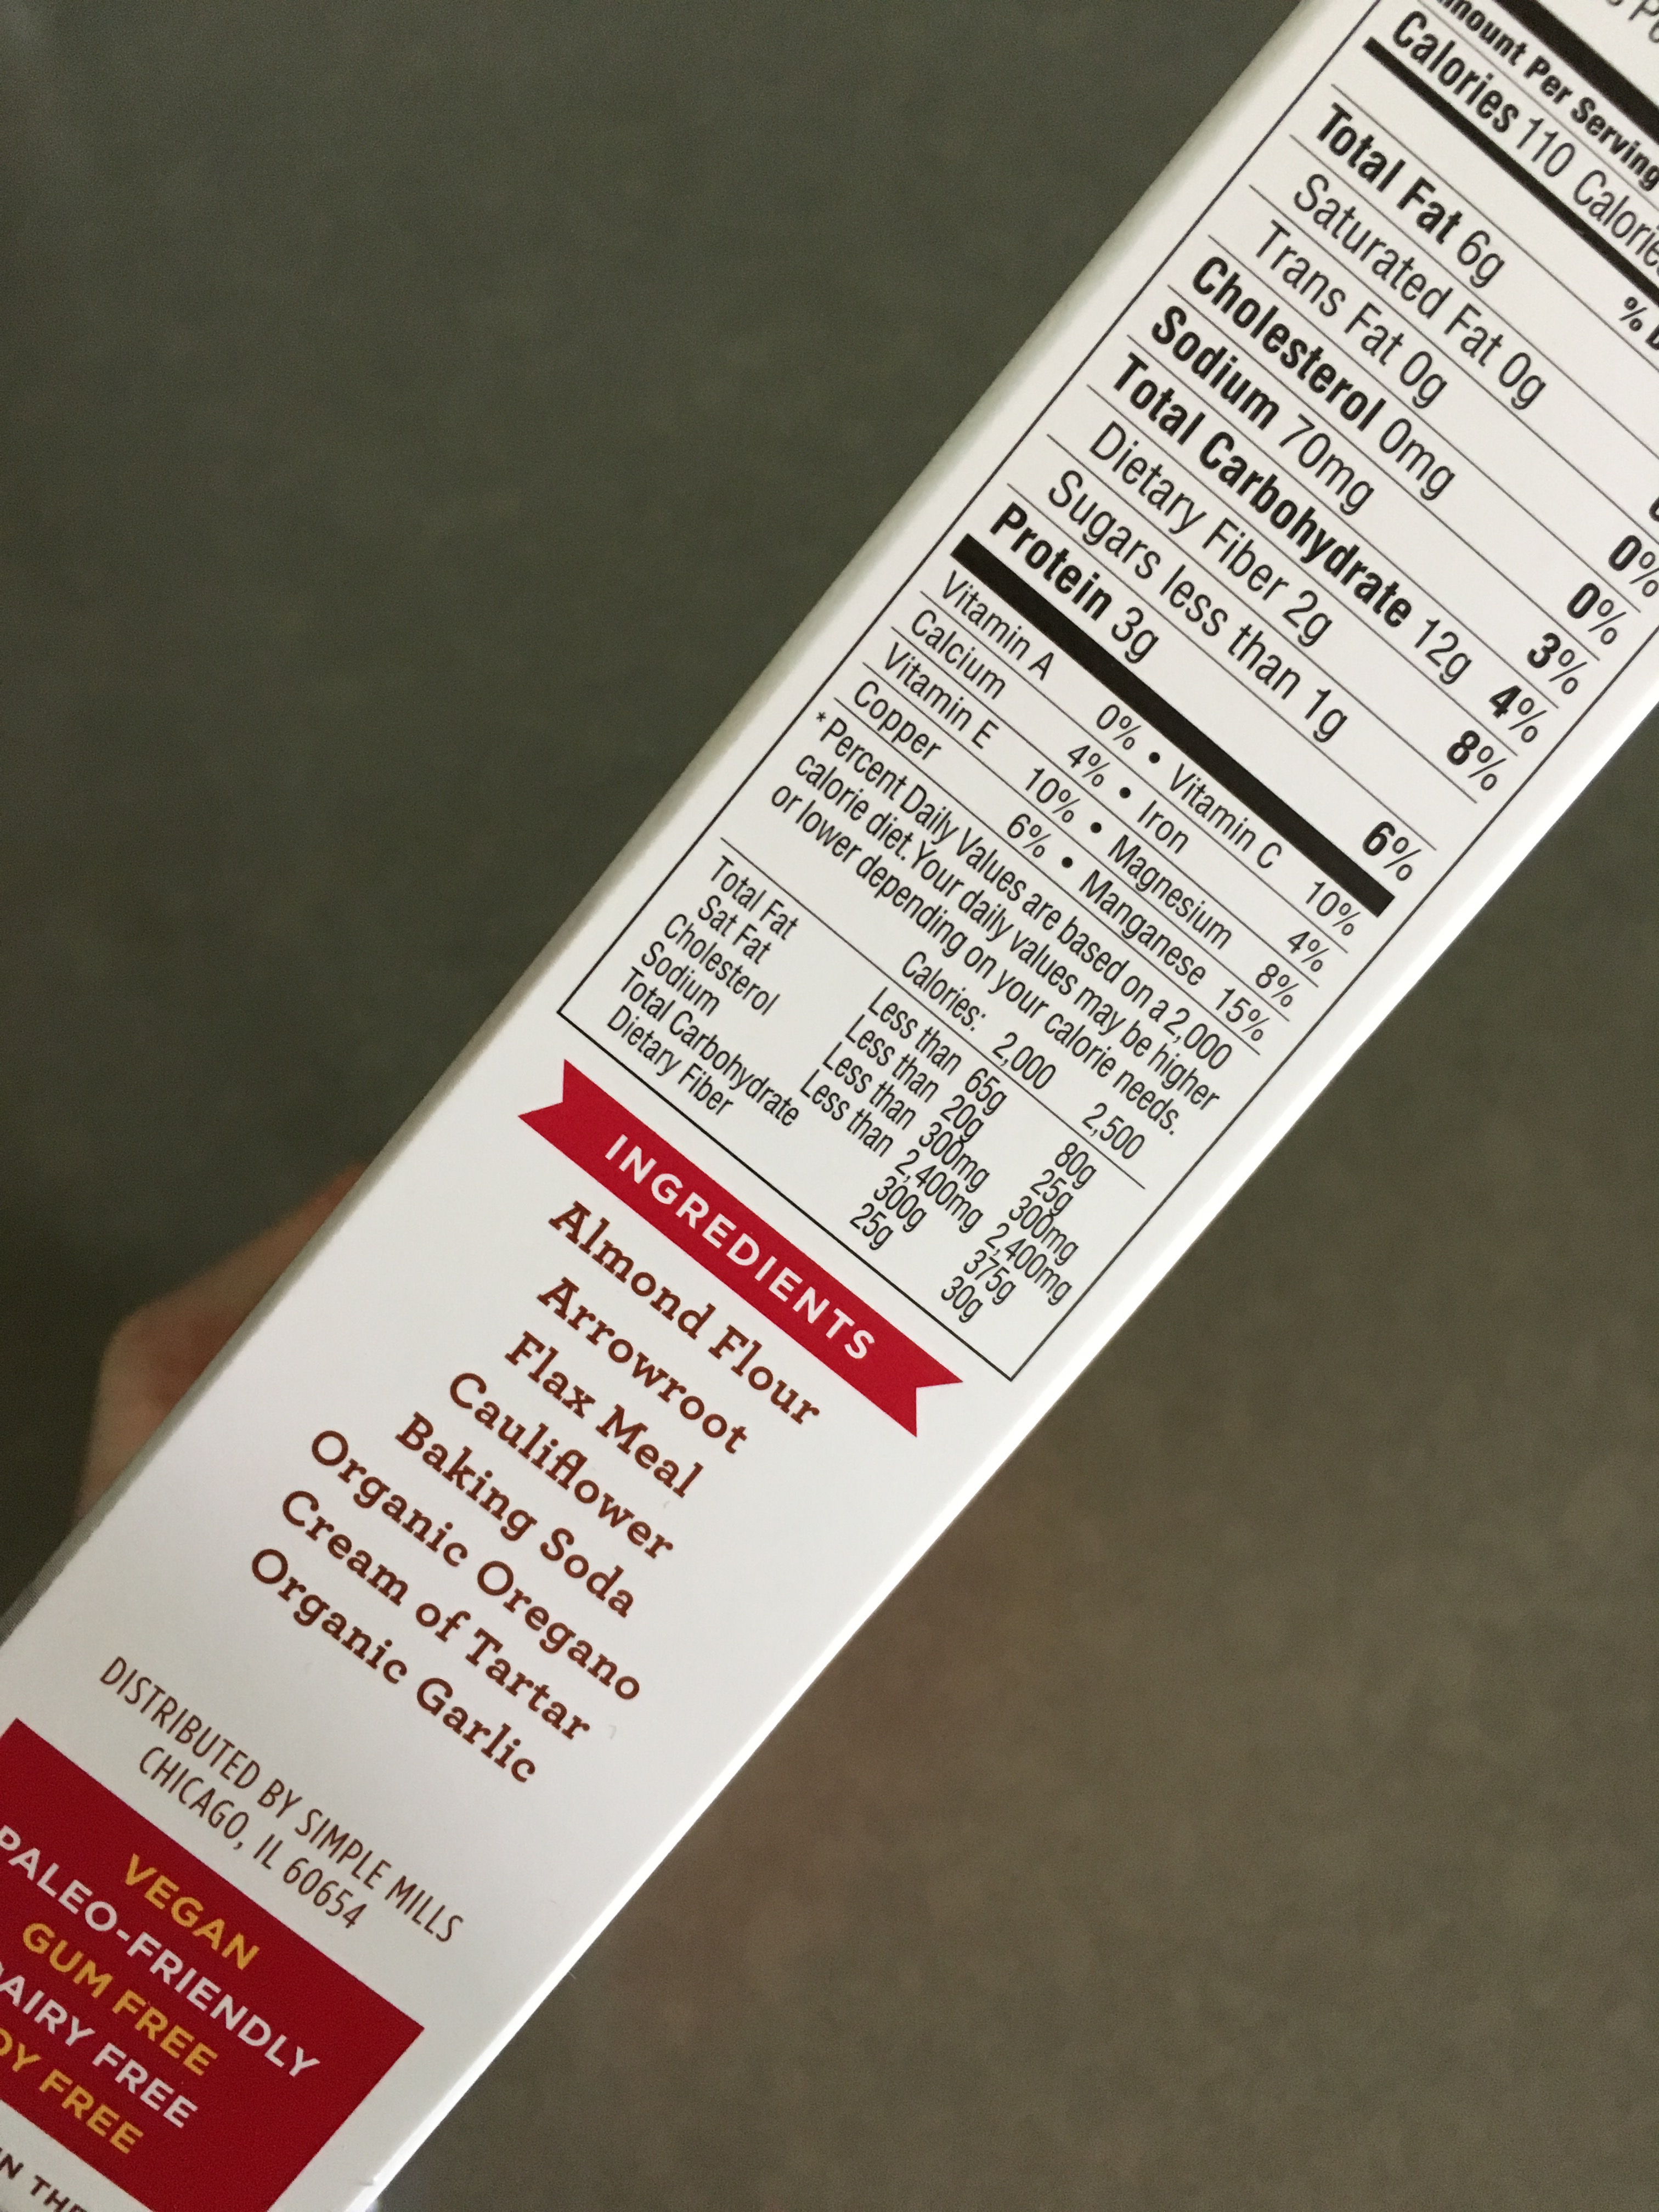 Amount Per Serving
Calories 110 Calories
%
Total Fat 6g
Saturated Fat 0g 0%
Trans Fat 0g
Cholesterol 0mg 0%
Sodium 70mg 3%
Total Carbohydrate 12g 4%
Dietary Fiber 2g 8%
Sugars less than 1g
Protein 3g 6%
Vitamin A 0% • Vitamin C 10%
Calcium 4% • Iron 4%
Vitamin E 10% • Magnesium 8%
Copper 6% • Manganese 15%
*Percent Daily Values are based on a 2,000
calorie diet. Your daily values may be higher
or lower depending on your calorie needs.
Calories: 2,000 2,500
Total Fat Less than 65g 80g
Sat Fat Less than 20g 25g
Cholesterol Less than 300mg 300mg
Sodium Less than 2,400mg 2,400mg
Total Carbohydrate 300g 375g
Dietary Fiber 25g 30g
INGREDIENTS
Almond Flour
Arrowroot
Flax Meal
Cauliflower
Baking Soda
Organic Oregano
Cream of Tartar
Organic Garlic
DISTRIBUTED BY SIMPLE MILLS
CHICAGO, IL 60654
VEGAN
PALEO-FRIENDLY
GUM FREE
DAIRY FREE
SOY FREE
IN THE